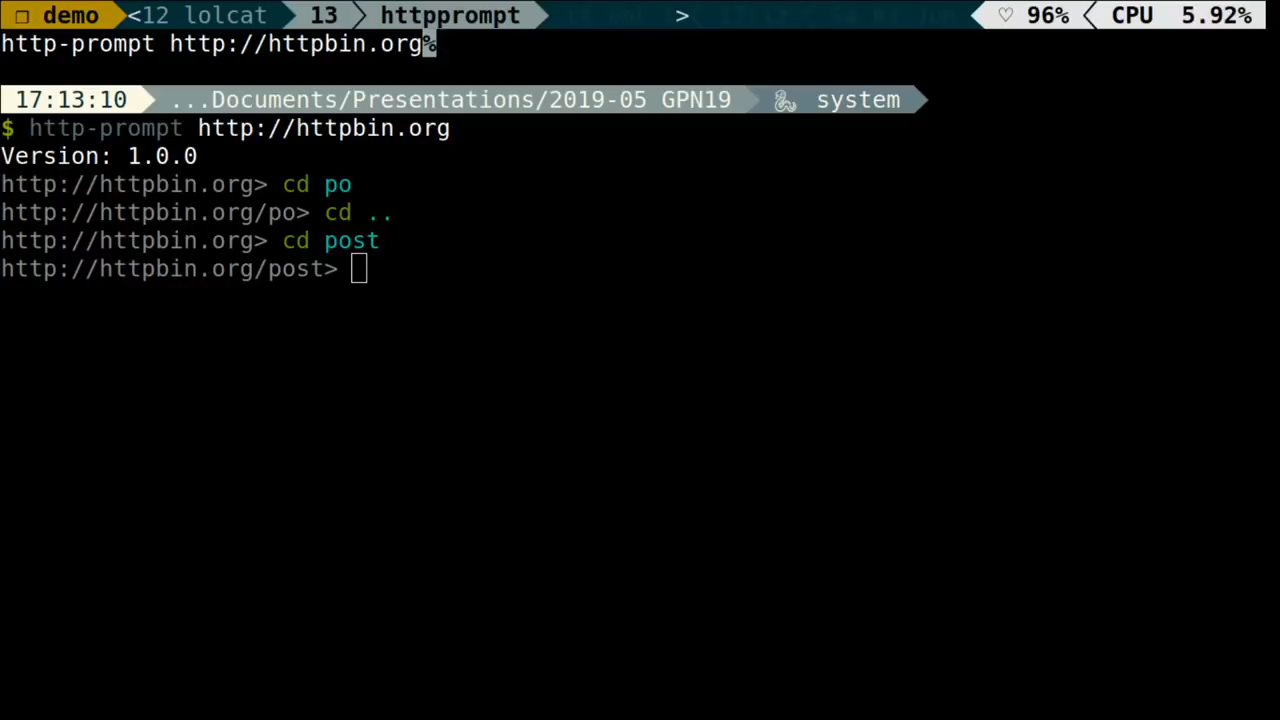 ❐ demo <12 lolcat 13 httpprompt > ♡ 96% CPU 5.92%
http-prompt http://httpbin.org%
17:13:10 ...Documents/Presentations/2019-05 GPN19 🐍 system
$ http-prompt http://httpbin.org
Version: 1.0.0
http://httpbin.org> cd po
http://httpbin.org/po> cd ..
http://httpbin.org> cd post
http://httpbin.org/post>